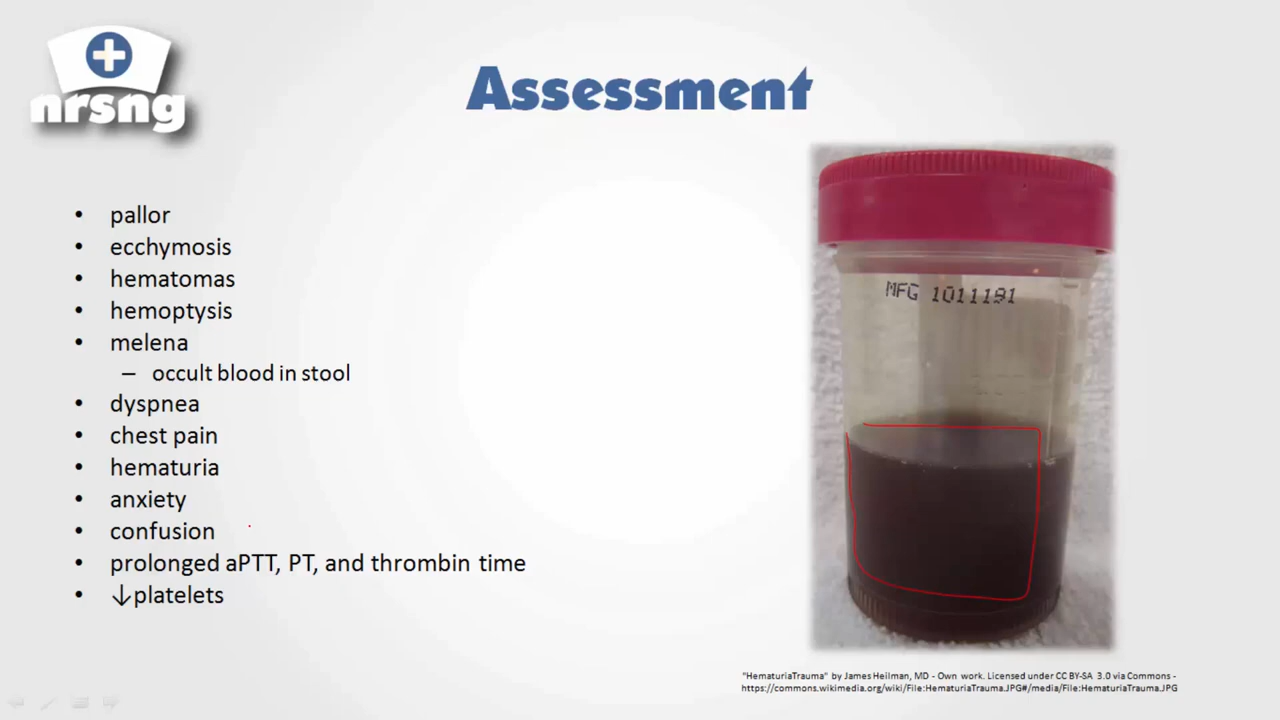 nrsng
Assessment
• pallor
• ecchymosis
• hematomas
• hemoptysis
• melena
– occult blood in stool
• dyspnea
• chest pain
• hematuria
• anxiety
• confusion
• prolonged aPTT, PT, and thrombin time
• ↓platelets
MFG 1011191
"HematuriaTrauma" by James Heilman, MD - Own work. Licensed under CC BY-SA 3.0 via Commons -
https://commons.wikimedia.org/wiki/File:HematuriaTrauma.JPG#/media/File:HematuriaTrauma.JPG